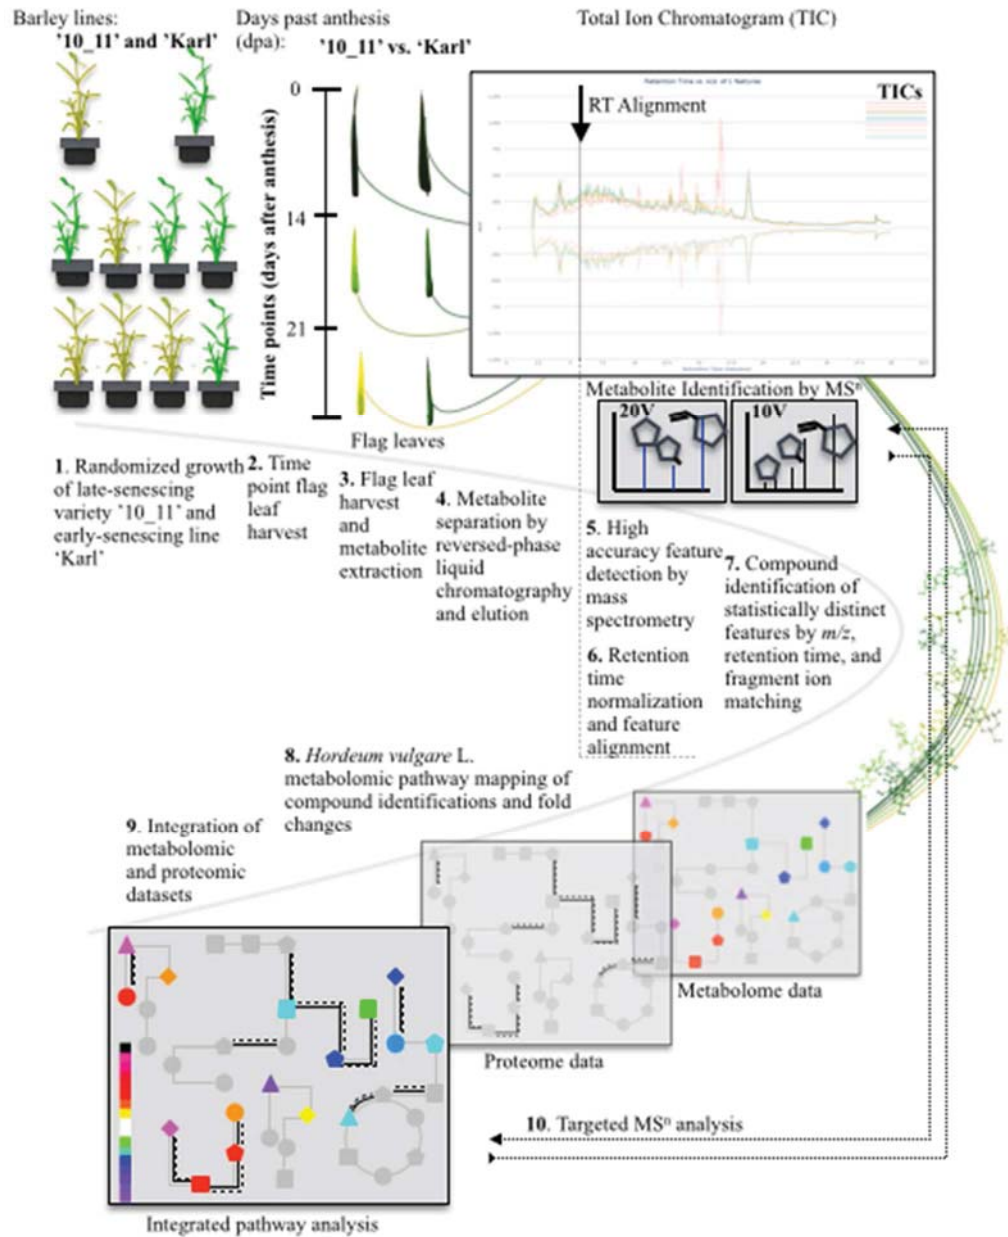 Barley lines:
’10_11’ and ’Karl’
Days past anthesis
(dpa):
’10_11’ vs. ‘Karl’
Total Ion Chromatogram (TIC)
Retention Time vs m/z of 1 features
TICs
RT Alignment
Time points (days after anthesis)
0
14
21
Flag leaves
Metabolite Identification by MSⁿ
20V
10V
1. Randomized growth
of late-senescing
variety ’10_11’ and
early-senescing line
‘Karl’
2. Time
point flag
leaf
harvest
3. Flag leaf
harvest
and
metabolite
extraction
4. Metabolite
separation by
reversed-phase
liquid
chromatography
and elution
5. High
accuracy feature
detection by
mass
spectrometry
6. Retention
time
normalization
and feature
alignment
7. Compound
identification of
statistically distinct
features by m/z,
retention time, and
fragment ion
matching
8. Hordeum vulgare L.
metabolomic pathway mapping of
compound identifications and fold
changes
9. Integration of
metabolomic
and proteomic
datasets
Metabolome data
Proteome data
10. Targeted MSⁿ analysis
Integrated pathway analysis